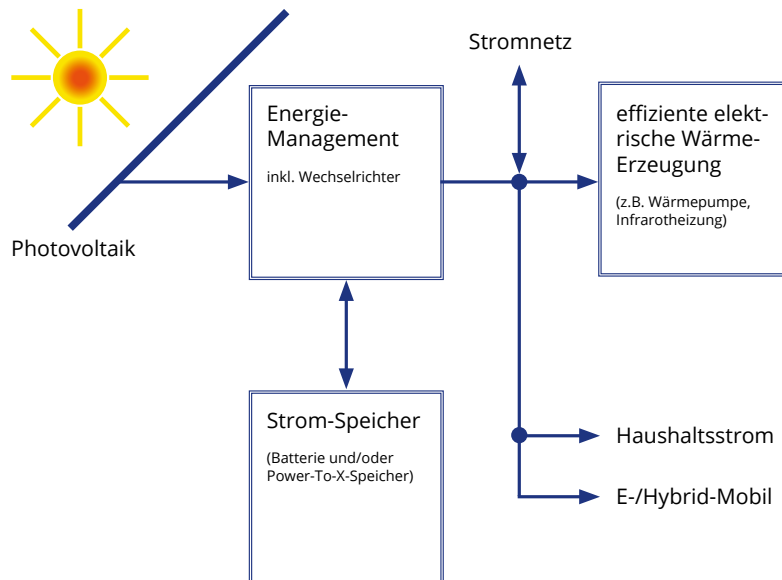 Stromnetz
Energie-
Management
inkl. Wechselrichter
effiziente elekt-
rische Wärme-
Erzeugung
(z.B. Wärmepumpe,
Infrarotheizung)
Photovoltaik
Strom-Speicher
(Batterie und/oder
Power-To-X-Speicher)
Haushaltsstrom
E-/Hybrid-Mobil